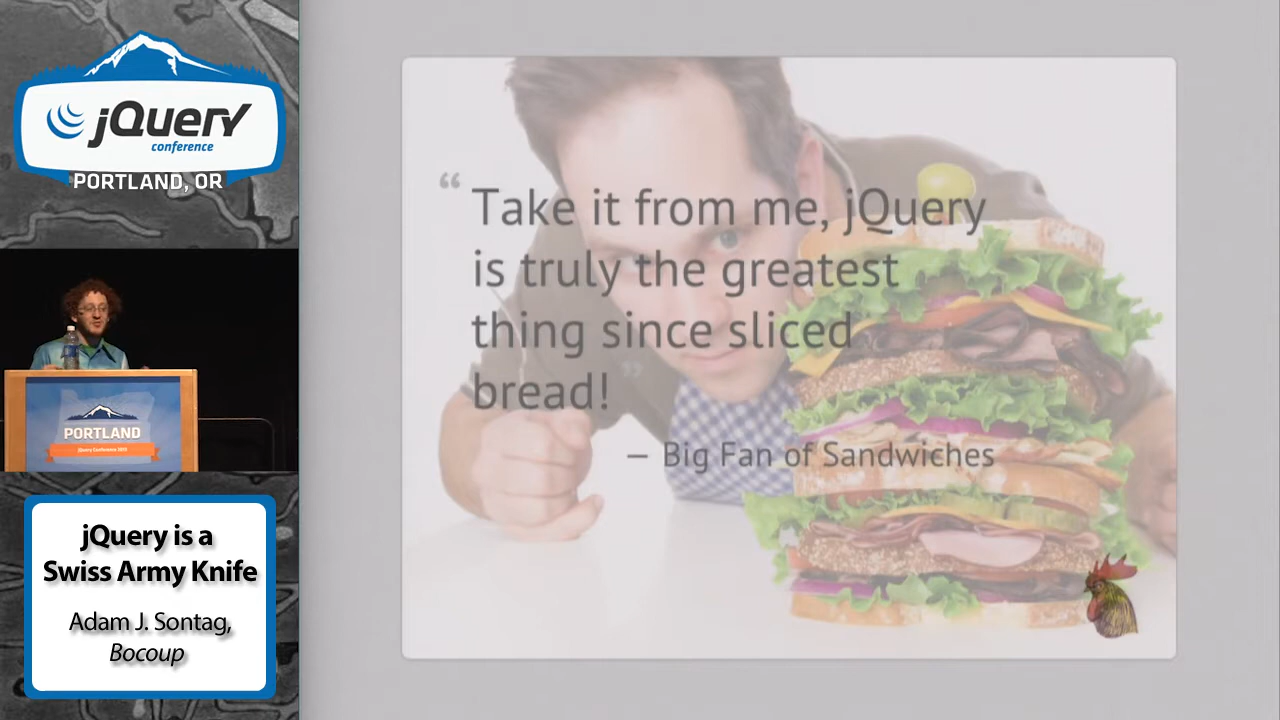 jQuery
conference
PORTLAND, OR
PORTLAND
jQuery Conference 2013
jQuery is a
Swiss Army Knife
Adam J. Sontag,
Bocoup
“ Take it from me, jQuery
is truly the greatest
thing since sliced
bread! ”
— Big Fan of Sandwiches